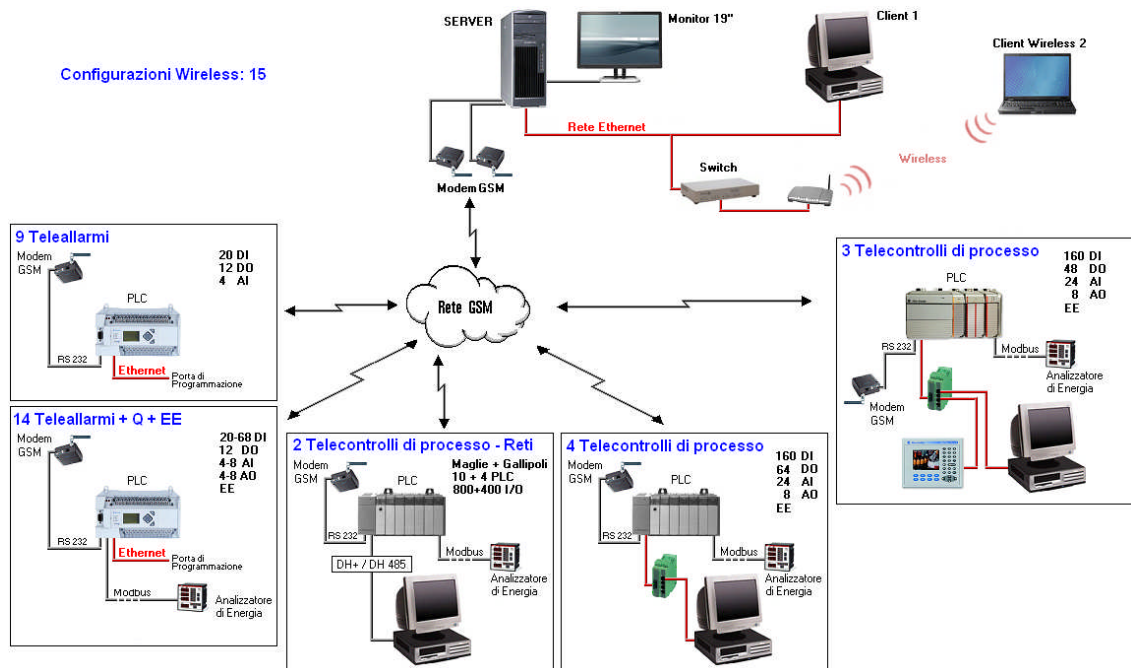 SERVER
Monitor 19"
Client 1
Client Wireless 2
Configurazioni Wireless: 15
Rete Ethernet
Wireless
Switch
Modem GSM
Rete GSM
9 Teleallarmi
Modem
GSM
20 DI
12 DO
4 AI
PLC
RS 232
Ethernet
Porta di
Programmazione
14 Teleallarmi + Q + EE
Modem
GSM
20-68 DI
12 DO
4-8 AI
4-8 AO
EE
PLC
RS 232
Ethernet
Porta di
Programmazione
Modbus
Analizzatore
di Energia
2 Telecontrolli di processo - Reti
Modem
GSM
Maglie + Gallipoli
10 + 4 PLC
800+400 I/O
PLC
RS 232
Modbus
DH+ / DH 485
Analizzatore
di Energia
4 Telecontrolli di processo
Modem
GSM
160 DI
64 DO
24 AI
8 AO
EE
PLC
RS 232
Modbus
Analizzatore
di Energia
3 Telecontrolli di processo
160 DI
48 DO
24 AI
8 AO
EE
PLC
RS 232
Modbus
Analizzatore
di Energia
Modem
GSM